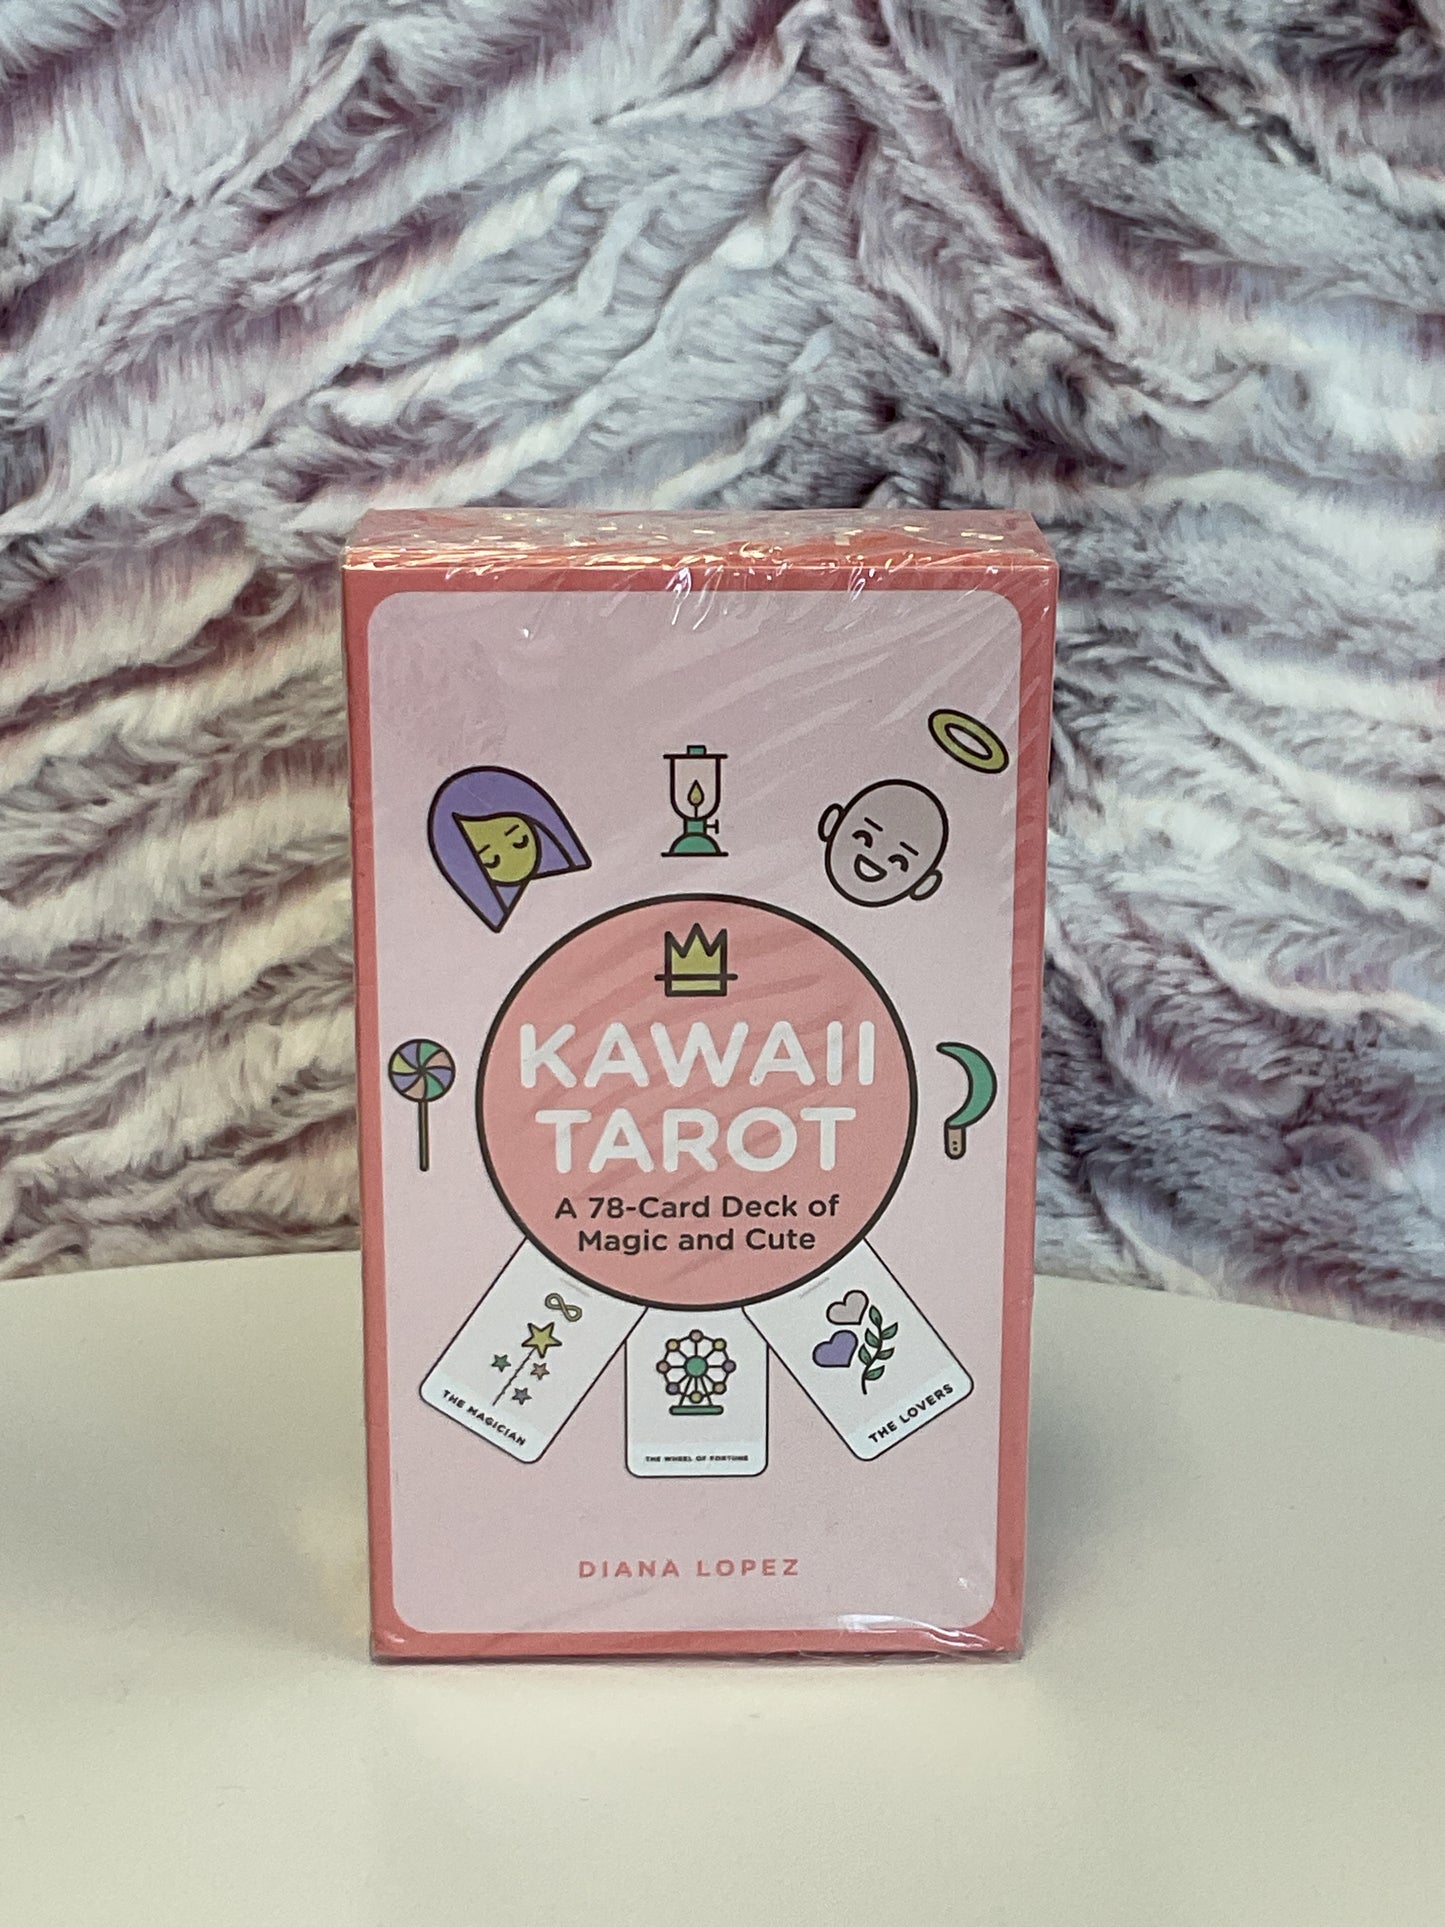 KAWAII
TAROT
A 78-Card Deck of
Magic and Cute
THE MAGICIAN
THE WHEEL OF FORTUNE
THE LOVERS
DIANA LOPEZ